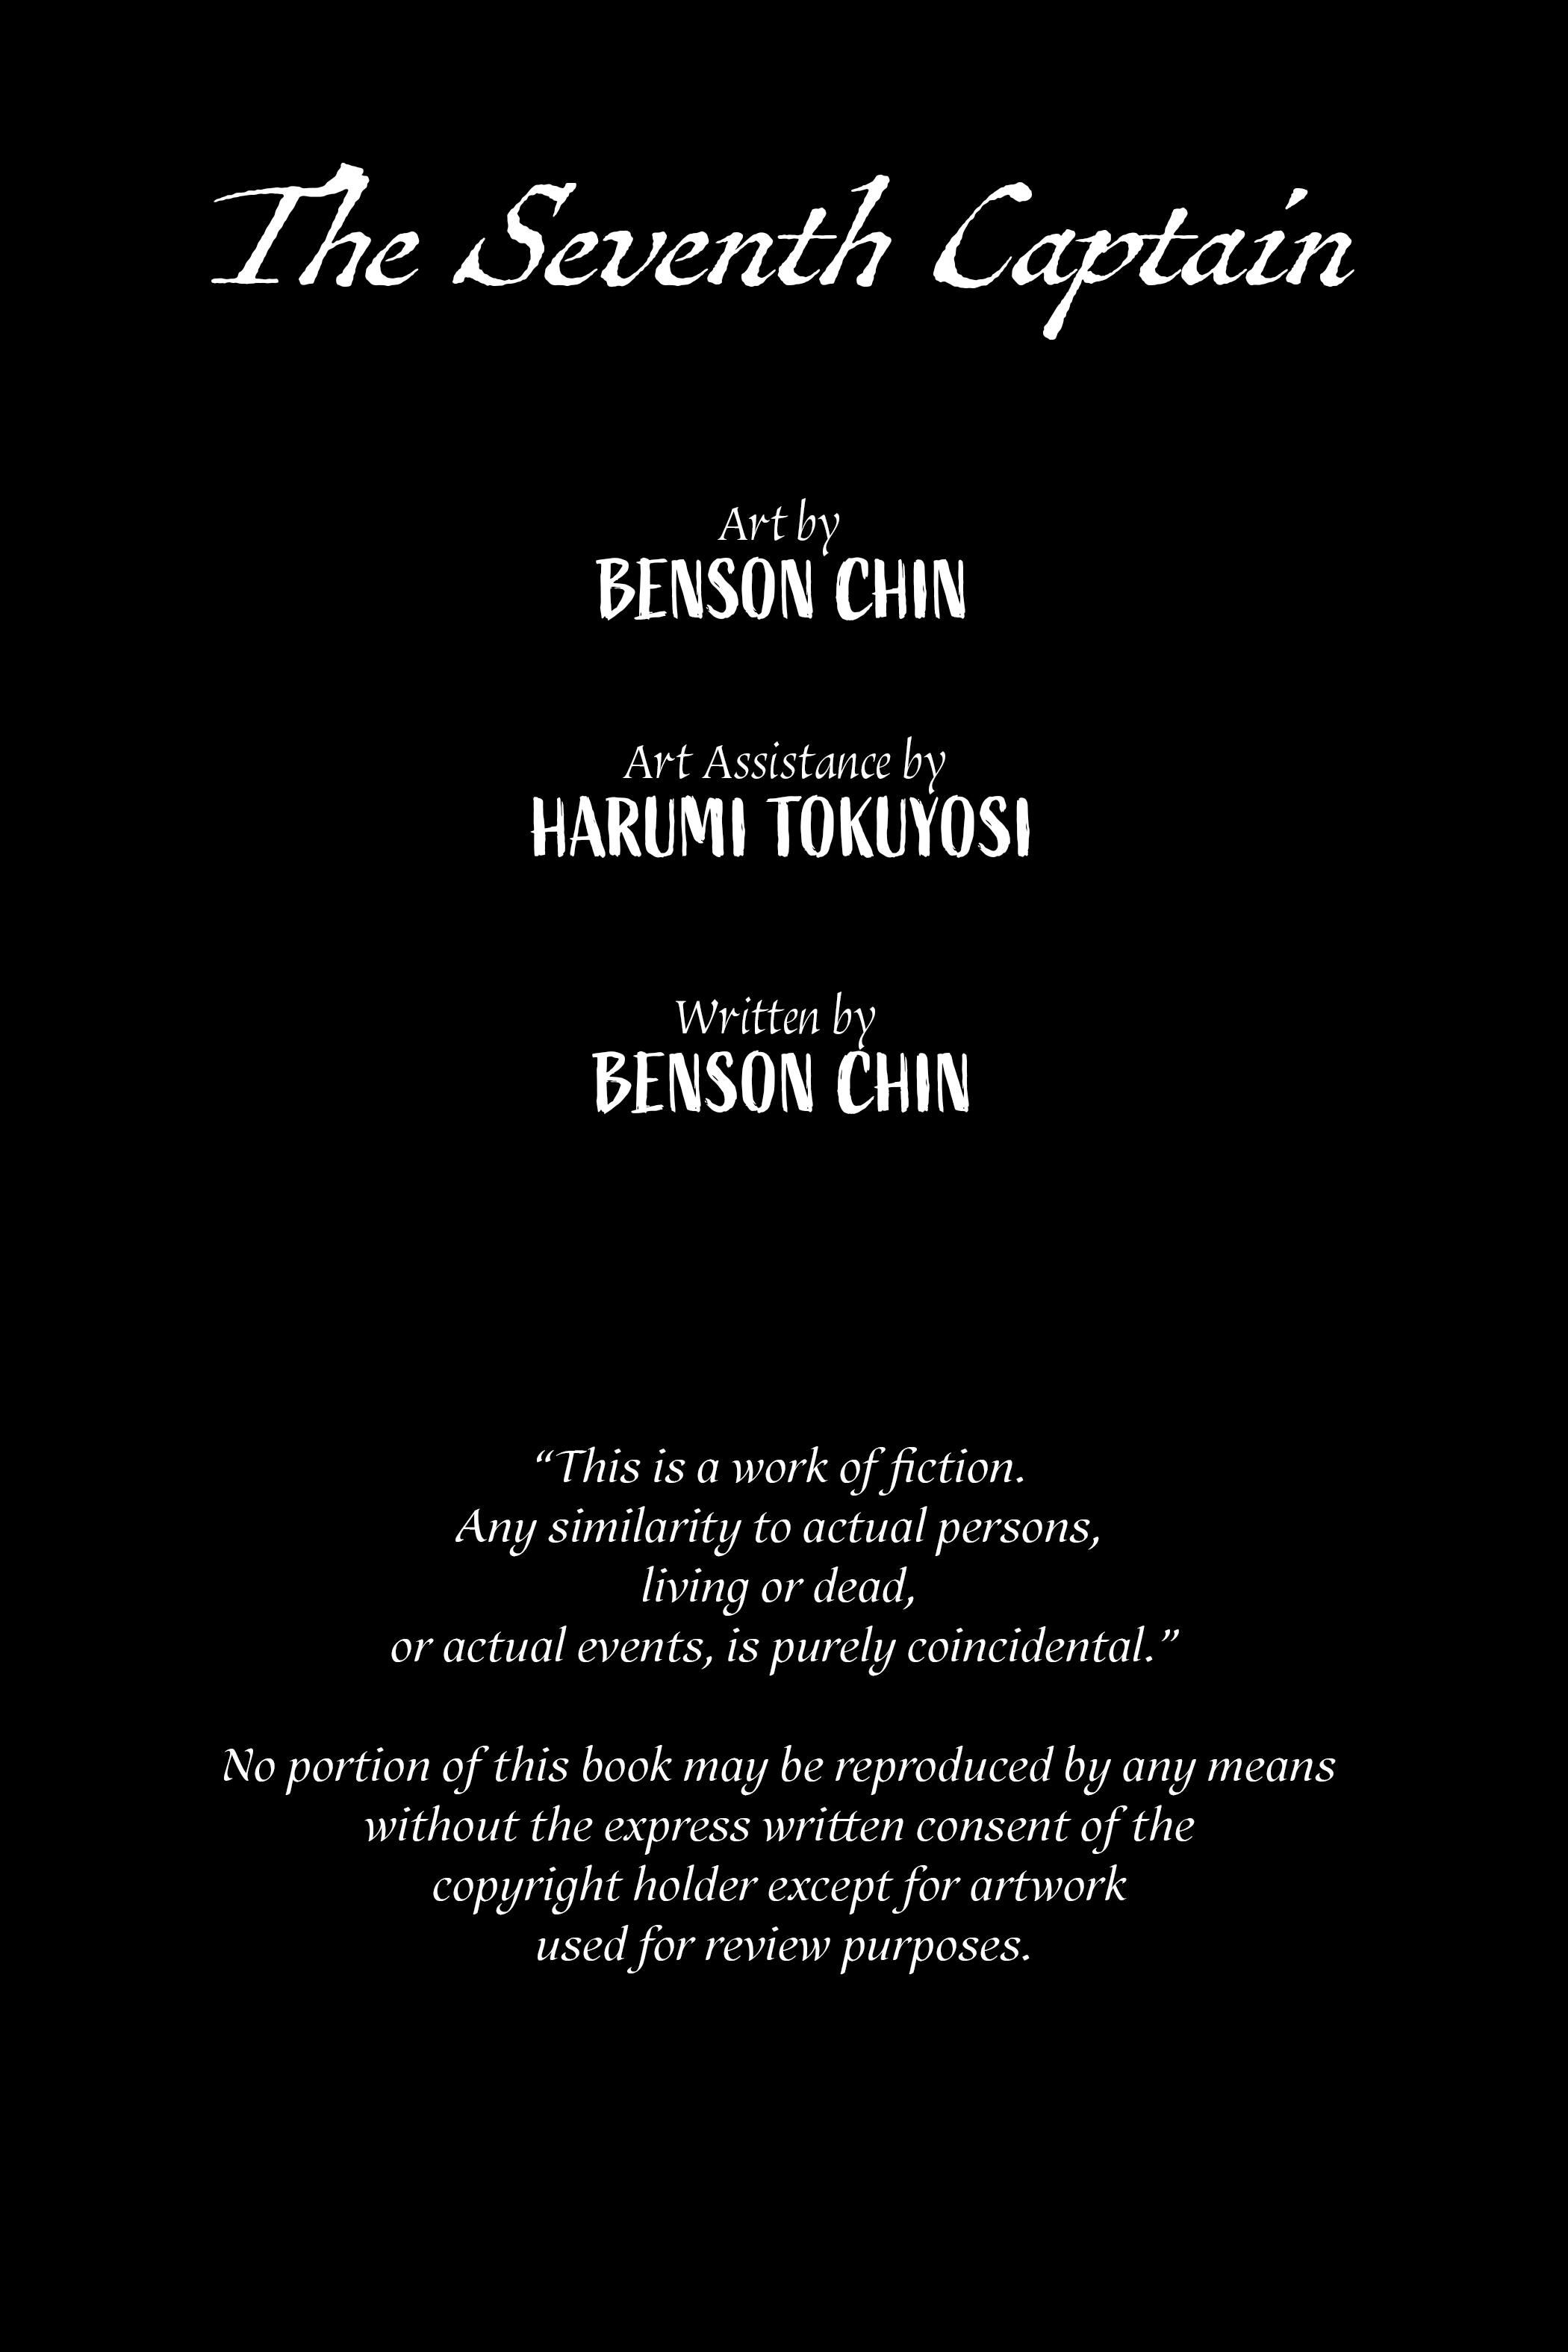 The Seventh Captain
Art by
BENSON CHIN
Art Assistance by
HARUMI TOKUYOSI
Written by
BENSON CHIN
“This is a work of fiction.
Any similarity to actual persons,
living or dead,
or actual events, is purely coincidental.”
No portion of this book may be reproduced by any means
without the express written consent of the
copyright holder except for artwork
used for review purposes.